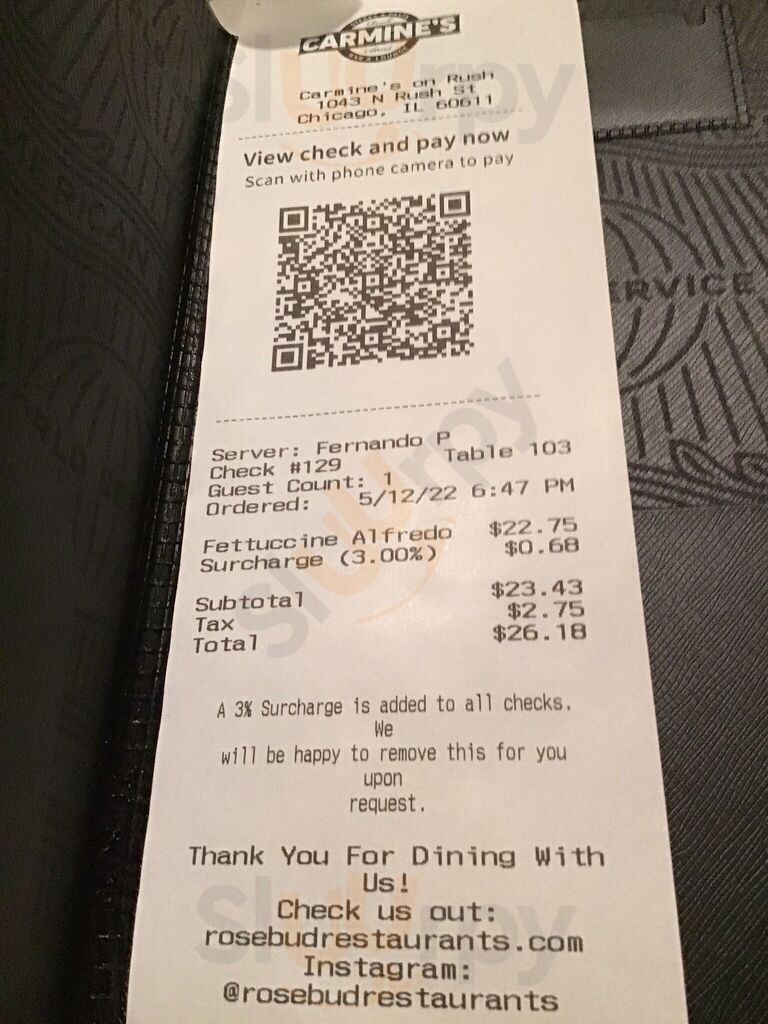 CARMINE'S
Carmine's on Rush
1043 N Rush St
Chicago, IL 60611
View check and pay now
Scan with phone camera to pay
Server: Fernando P
Check #129 Table 103
Guest Count: 1
Ordered: 5/12/22 6:47 PM
Fettuccine Alfredo $22.75
Surcharge (3.00%) $0.68
Subtotal $23.43
Tax $2.75
Total $26.18
A 3% Surcharge is added to all checks.
We
will be happy to remove this for you
upon
request.
Thank You For Dining With
Us!
Check us out:
rosebudrestaurants.com
Instagram:
@rosebudrestaurants
RVICE
Sluurpy
Sluurpy
Sluurpy